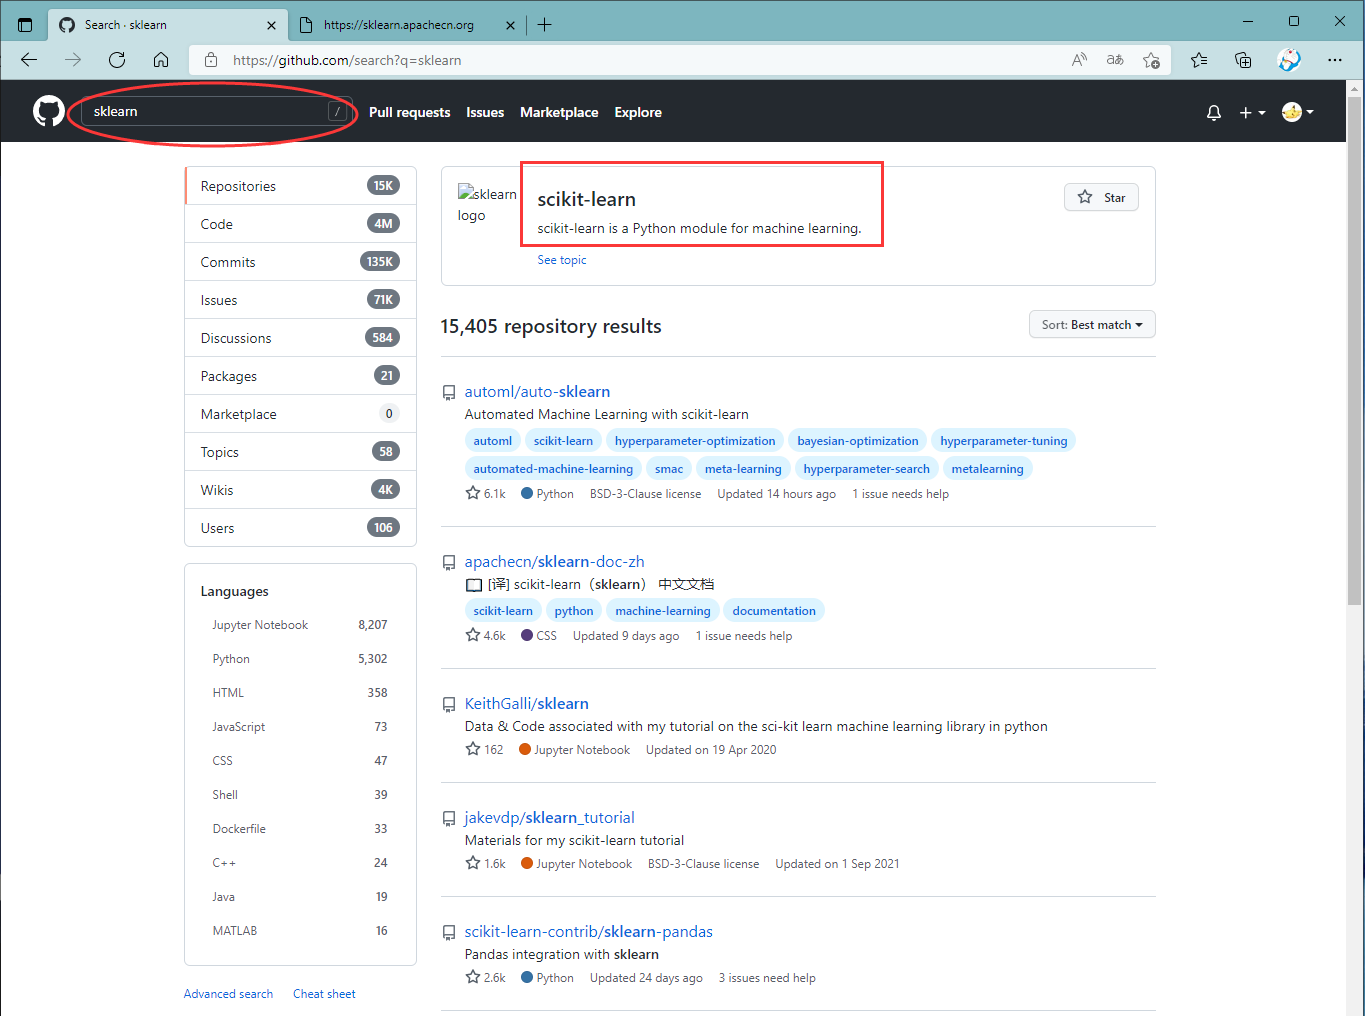 Search · sklearn
https://sklearn.apachecn.org
https://github.com/search?q=sklearn
sklearn
/
Pull requests
Issues
Marketplace
Explore
Repositories 15K
Code 4M
Commits 135K
Issues 71K
Discussions 584
Packages 21
Marketplace 0
Topics 58
Wikis 4K
Users 106
Languages
Jupyter Notebook 8,207
Python 5,302
HTML 358
JavaScript 73
CSS 47
Shell 39
Dockerfile 33
C++ 24
Java 19
MATLAB 16
Advanced search Cheat sheet
sklearn
logo
scikit-learn
scikit-learn is a Python module for machine learning.
See topic
Star
15,405 repository results
Sort: Best match
automl/auto-sklearn
Automated Machine Learning with scikit-learn
automl scikit-learn hyperparameter-optimization bayesian-optimization hyperparameter-tuning
automated-machine-learning smac meta-learning hyperparameter-search metalearning
6.1k Python BSD-3-Clause license Updated 14 hours ago 1 issue needs help
apachecn/sklearn-doc-zh
[译] scikit-learn（sklearn） 中文文档
scikit-learn python machine-learning documentation
4.6k CSS Updated 9 days ago 1 issue needs help
KeithGalli/sklearn
Data & Code associated with my tutorial on the sci-kit learn machine learning library in python
162 Jupyter Notebook Updated on 19 Apr 2020
jakevdp/sklearn_tutorial
Materials for my scikit-learn tutorial
1.6k Jupyter Notebook BSD-3-Clause license Updated on 1 Sep 2021
scikit-learn-contrib/sklearn-pandas
Pandas integration with sklearn
2.6k Python Updated 24 days ago 3 issues need help